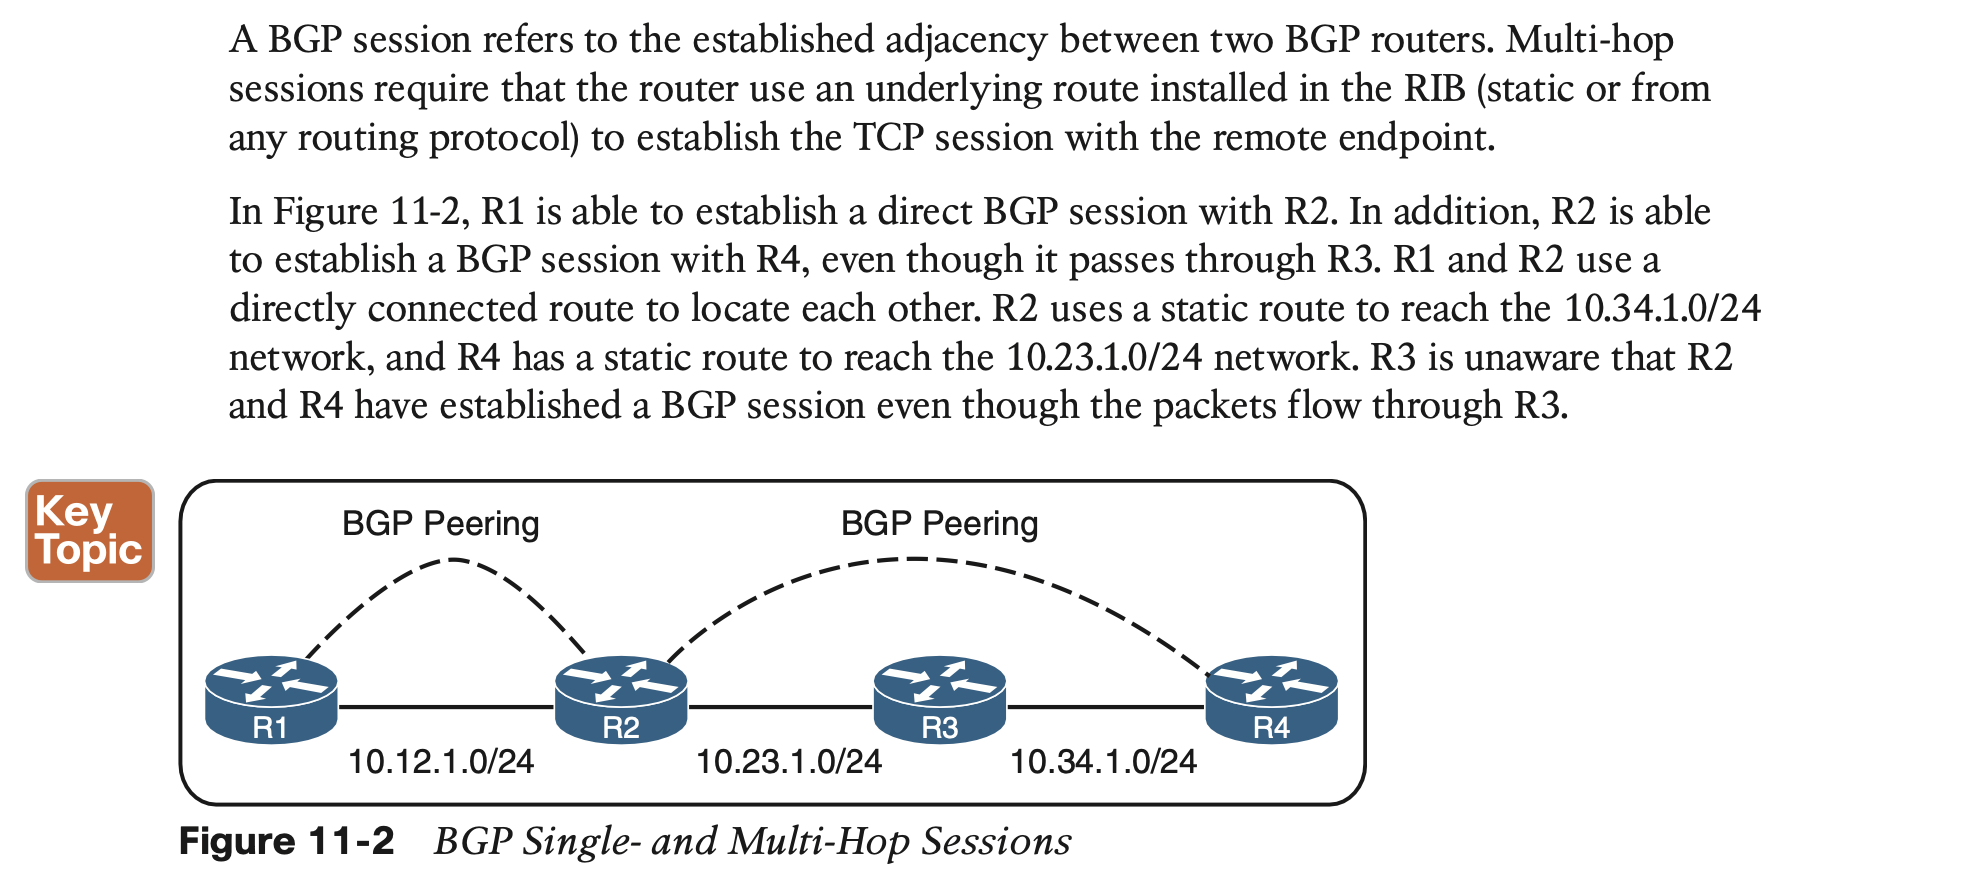 A BGP session refers to the established adjacency between two BGP routers. Multi-hop
sessions require that the router use an underlying route installed in the RIB (static or from
any routing protocol) to establish the TCP session with the remote endpoint.
In Figure 11-2, R1 is able to establish a direct BGP session with R2. In addition, R2 is able
to establish a BGP session with R4, even though it passes through R3. R1 and R2 use a
directly connected route to locate each other. R2 uses a static route to reach the 10.34.1.0/24
network, and R4 has a static route to reach the 10.23.1.0/24 network. R3 is unaware that R2
and R4 have established a BGP session even though the packets flow through R3.
Key
Topic
BGP Peering
BGP Peering
R1
R2
R3
R4
10.12.1.0/24
10.23.1.0/24
10.34.1.0/24
Figure 11-2 BGP Single- and Multi-Hop Sessions